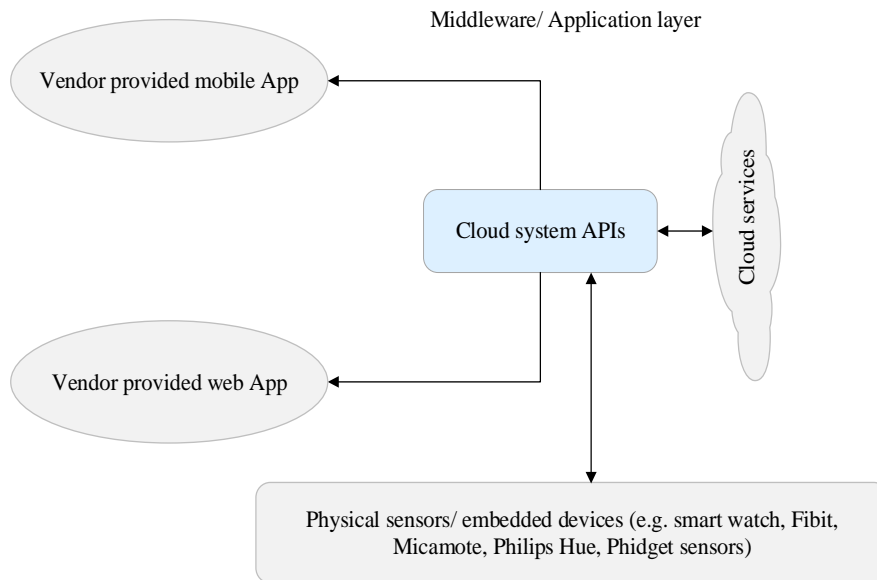 Middleware/ Application layer
Vendor provided mobile App
Cloud system APIs
Cloud services
Vendor provided web App
Physical sensors/ embedded devices (e.g. smart watch, Fibit,
Micamote, Philips Hue, Phidget sensors)